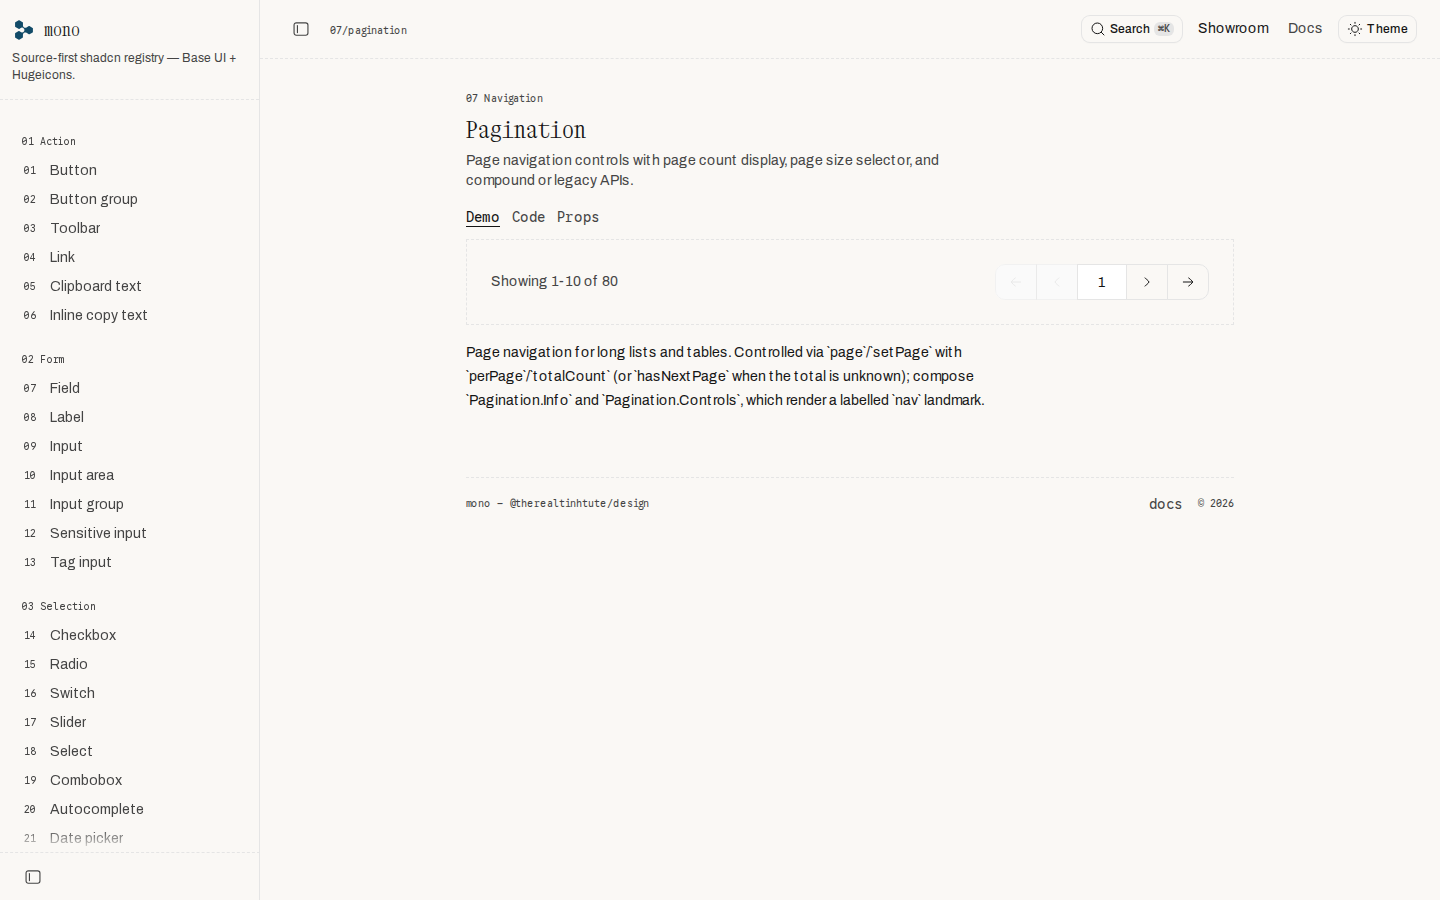 mono
Source-first shadcn registry — Base UI +
Hugeicons.
01 Action
01 Button
02 Button group
03 Toolbar
04 Link
05 Clipboard text
06 Inline copy text
02 Form
07 Field
08 Label
09 Input
10 Input area
11 Input group
12 Sensitive input
13 Tag input
03 Selection
14 Checkbox
15 Radio
16 Switch
17 Slider
18 Select
19 Combobox
20 Autocomplete
21 Date picker
07/pagination
Search ⌘K
Showroom
Docs
Theme
07 Navigation
Pagination
Page navigation controls with page count display, page size selector, and
compound or legacy APIs.
Demo Code Props
Showing 1-10 of 80
1
Page navigation for long lists and tables. Controlled via `page`/`setPage` with
`perPage`/`totalCount` (or `hasNextPage` when the total is unknown); compose
`Pagination.Info` and `Pagination.Controls`, which render a labelled `nav` landmark.
mono — @therealtinhtute/design
docs © 2026